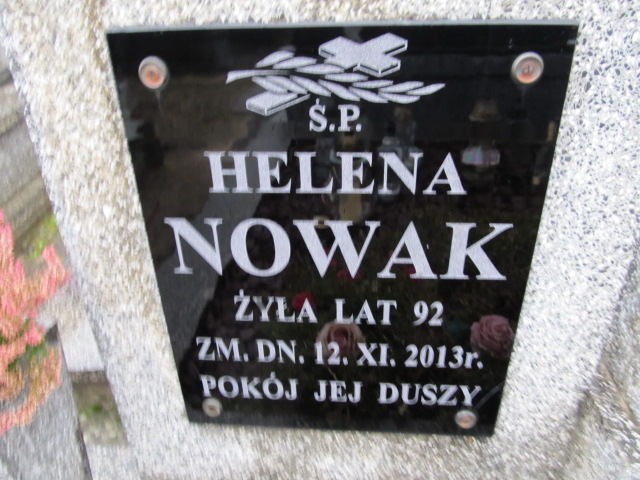 Ś.P.
HELENA
NOWAK
ŻYŁA LAT 92
ZM. DN. 12. XI. 2013r.
POKÓJ JEJ DUSZY